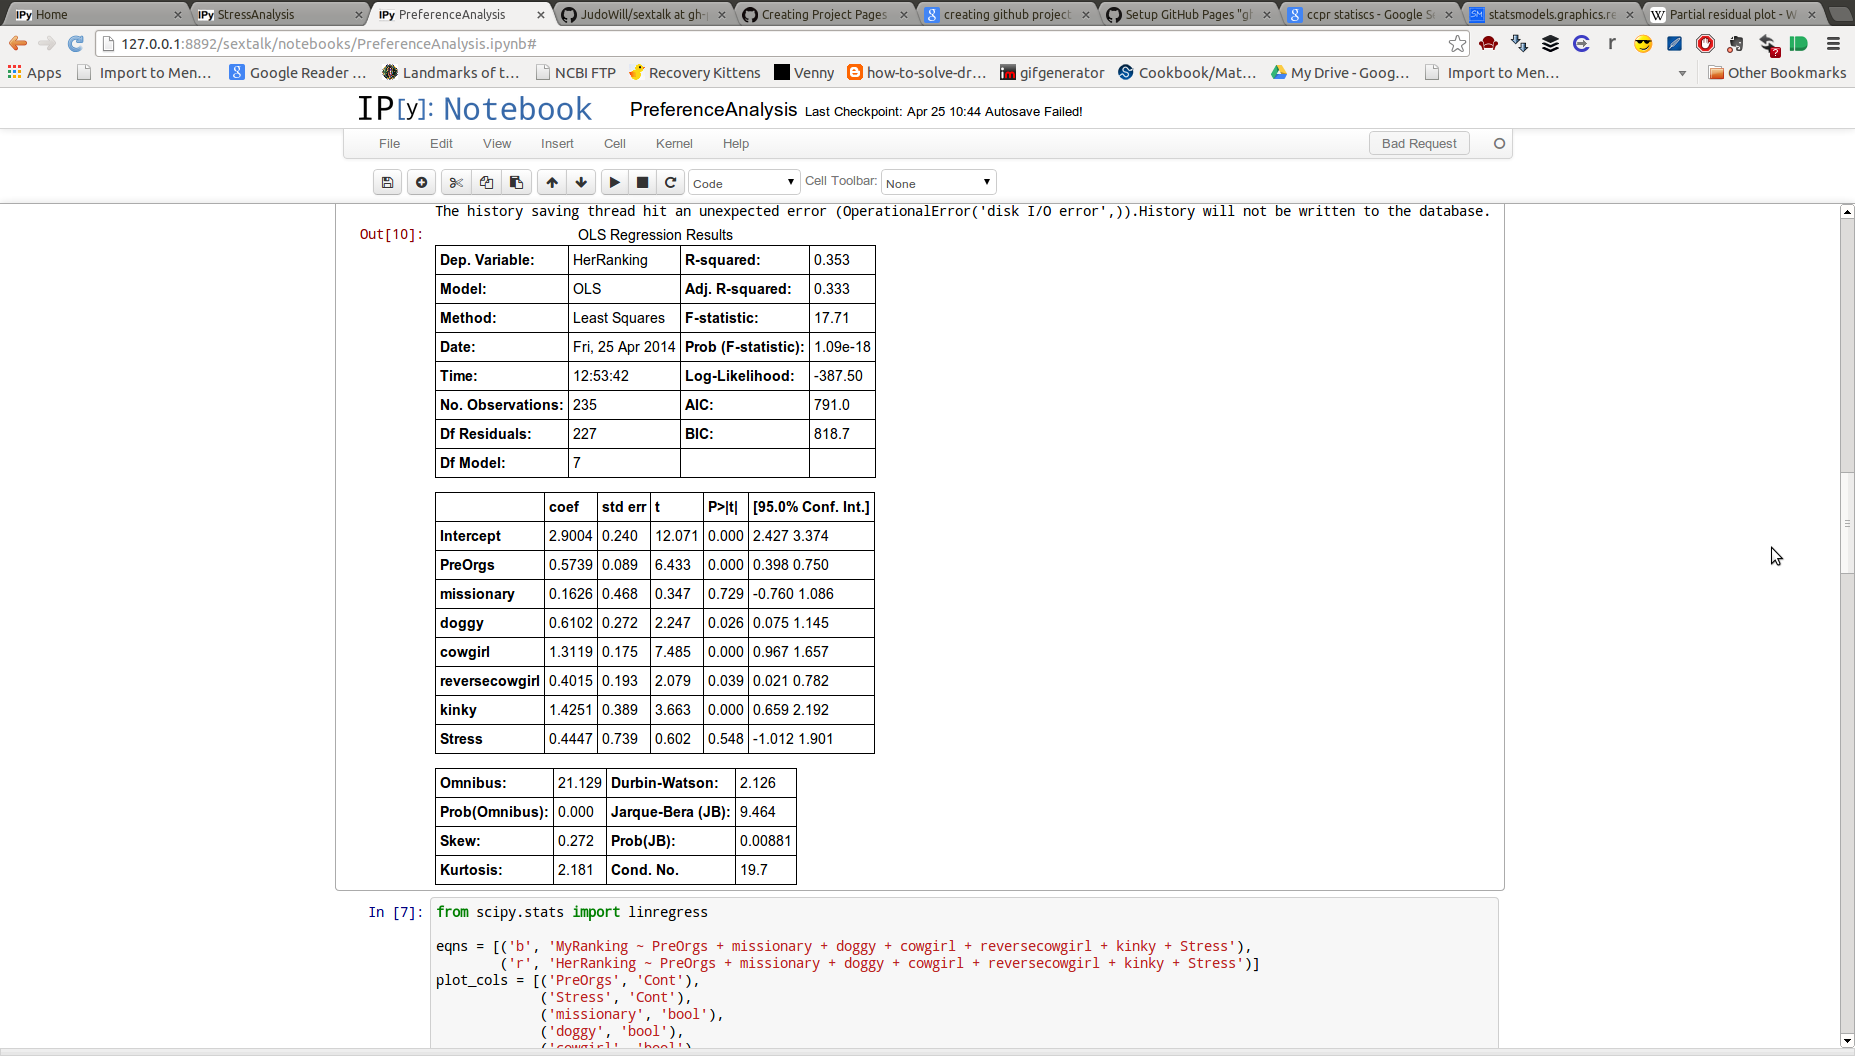 IPy Home
IPy StressAnalysis
IPy PreferenceAnalysis
JudoWill/sextalk at gh-
Creating Project Pages
creating github project
Setup GitHub Pages "g
ccpr statiscs - Google S
statsmodels.graphics.re
Partial residual plot - W
127.0.0.1:8892/sextalk/notebooks/PreferenceAnalysis.ipynb#
Apps Import to Men... Google Reader ... Landmarks of t... NCBI FTP Recovery Kittens Venny how-to-solve-dr... gifgenerator Cookbook/Mat... My Drive - Goog... Import to Men... Other Bookmarks
IP[y]: Notebook PreferenceAnalysis Last Checkpoint: Apr 25 10:44 Autosave Failed!
File Edit View Insert Cell Kernel Help Bad Request
Code Cell Toolbar: None
The history saving thread hit an unexpected error (OperationalError('disk I/O error',)).History will not be written to the database.
Out[10]: OLS Regression Results
Dep. Variable: HerRanking R-squared: 0.353
Model: OLS Adj. R-squared: 0.333
Method: Least Squares F-statistic: 17.71
Date: Fri, 25 Apr 2014 Prob (F-statistic): 1.09e-18
Time: 12:53:42 Log-Likelihood: -387.50
No. Observations: 235 AIC: 791.0
Df Residuals: 227 BIC: 818.7
Df Model: 7
coef std err t P>|t| [95.0% Conf. Int.]
Intercept 2.9004 0.240 12.071 0.000 2.427 3.374
PreOrgs 0.5739 0.089 6.433 0.000 0.398 0.750
missionary 0.1626 0.468 0.347 0.729 -0.760 1.086
doggy 0.6102 0.272 2.247 0.026 0.075 1.145
cowgirl 1.3119 0.175 7.485 0.000 0.967 1.657
reversecowgirl 0.4015 0.193 2.079 0.039 0.021 0.782
kinky 1.4251 0.389 3.663 0.000 0.659 2.192
Stress 0.4447 0.739 0.602 0.548 -1.012 1.901
Omnibus: 21.129 Durbin-Watson: 2.126
Prob(Omnibus): 0.000 Jarque-Bera (JB): 9.464
Skew: 0.272 Prob(JB): 0.00881
Kurtosis: 2.181 Cond. No. 19.7
In [7]: from scipy.stats import linregress
eqns = [('b', 'MyRanking ~ PreOrgs + missionary + doggy + cowgirl + reversecowgirl + kinky + Stress'),
('r', 'HerRanking ~ PreOrgs + missionary + doggy + cowgirl + reversecowgirl + kinky + Stress')]
plot_cols = [('PreOrgs', 'Cont'),
('Stress', 'Cont'),
('missionary', 'bool'),
('doggy', 'bool'),
('cowgirl', 'bool')